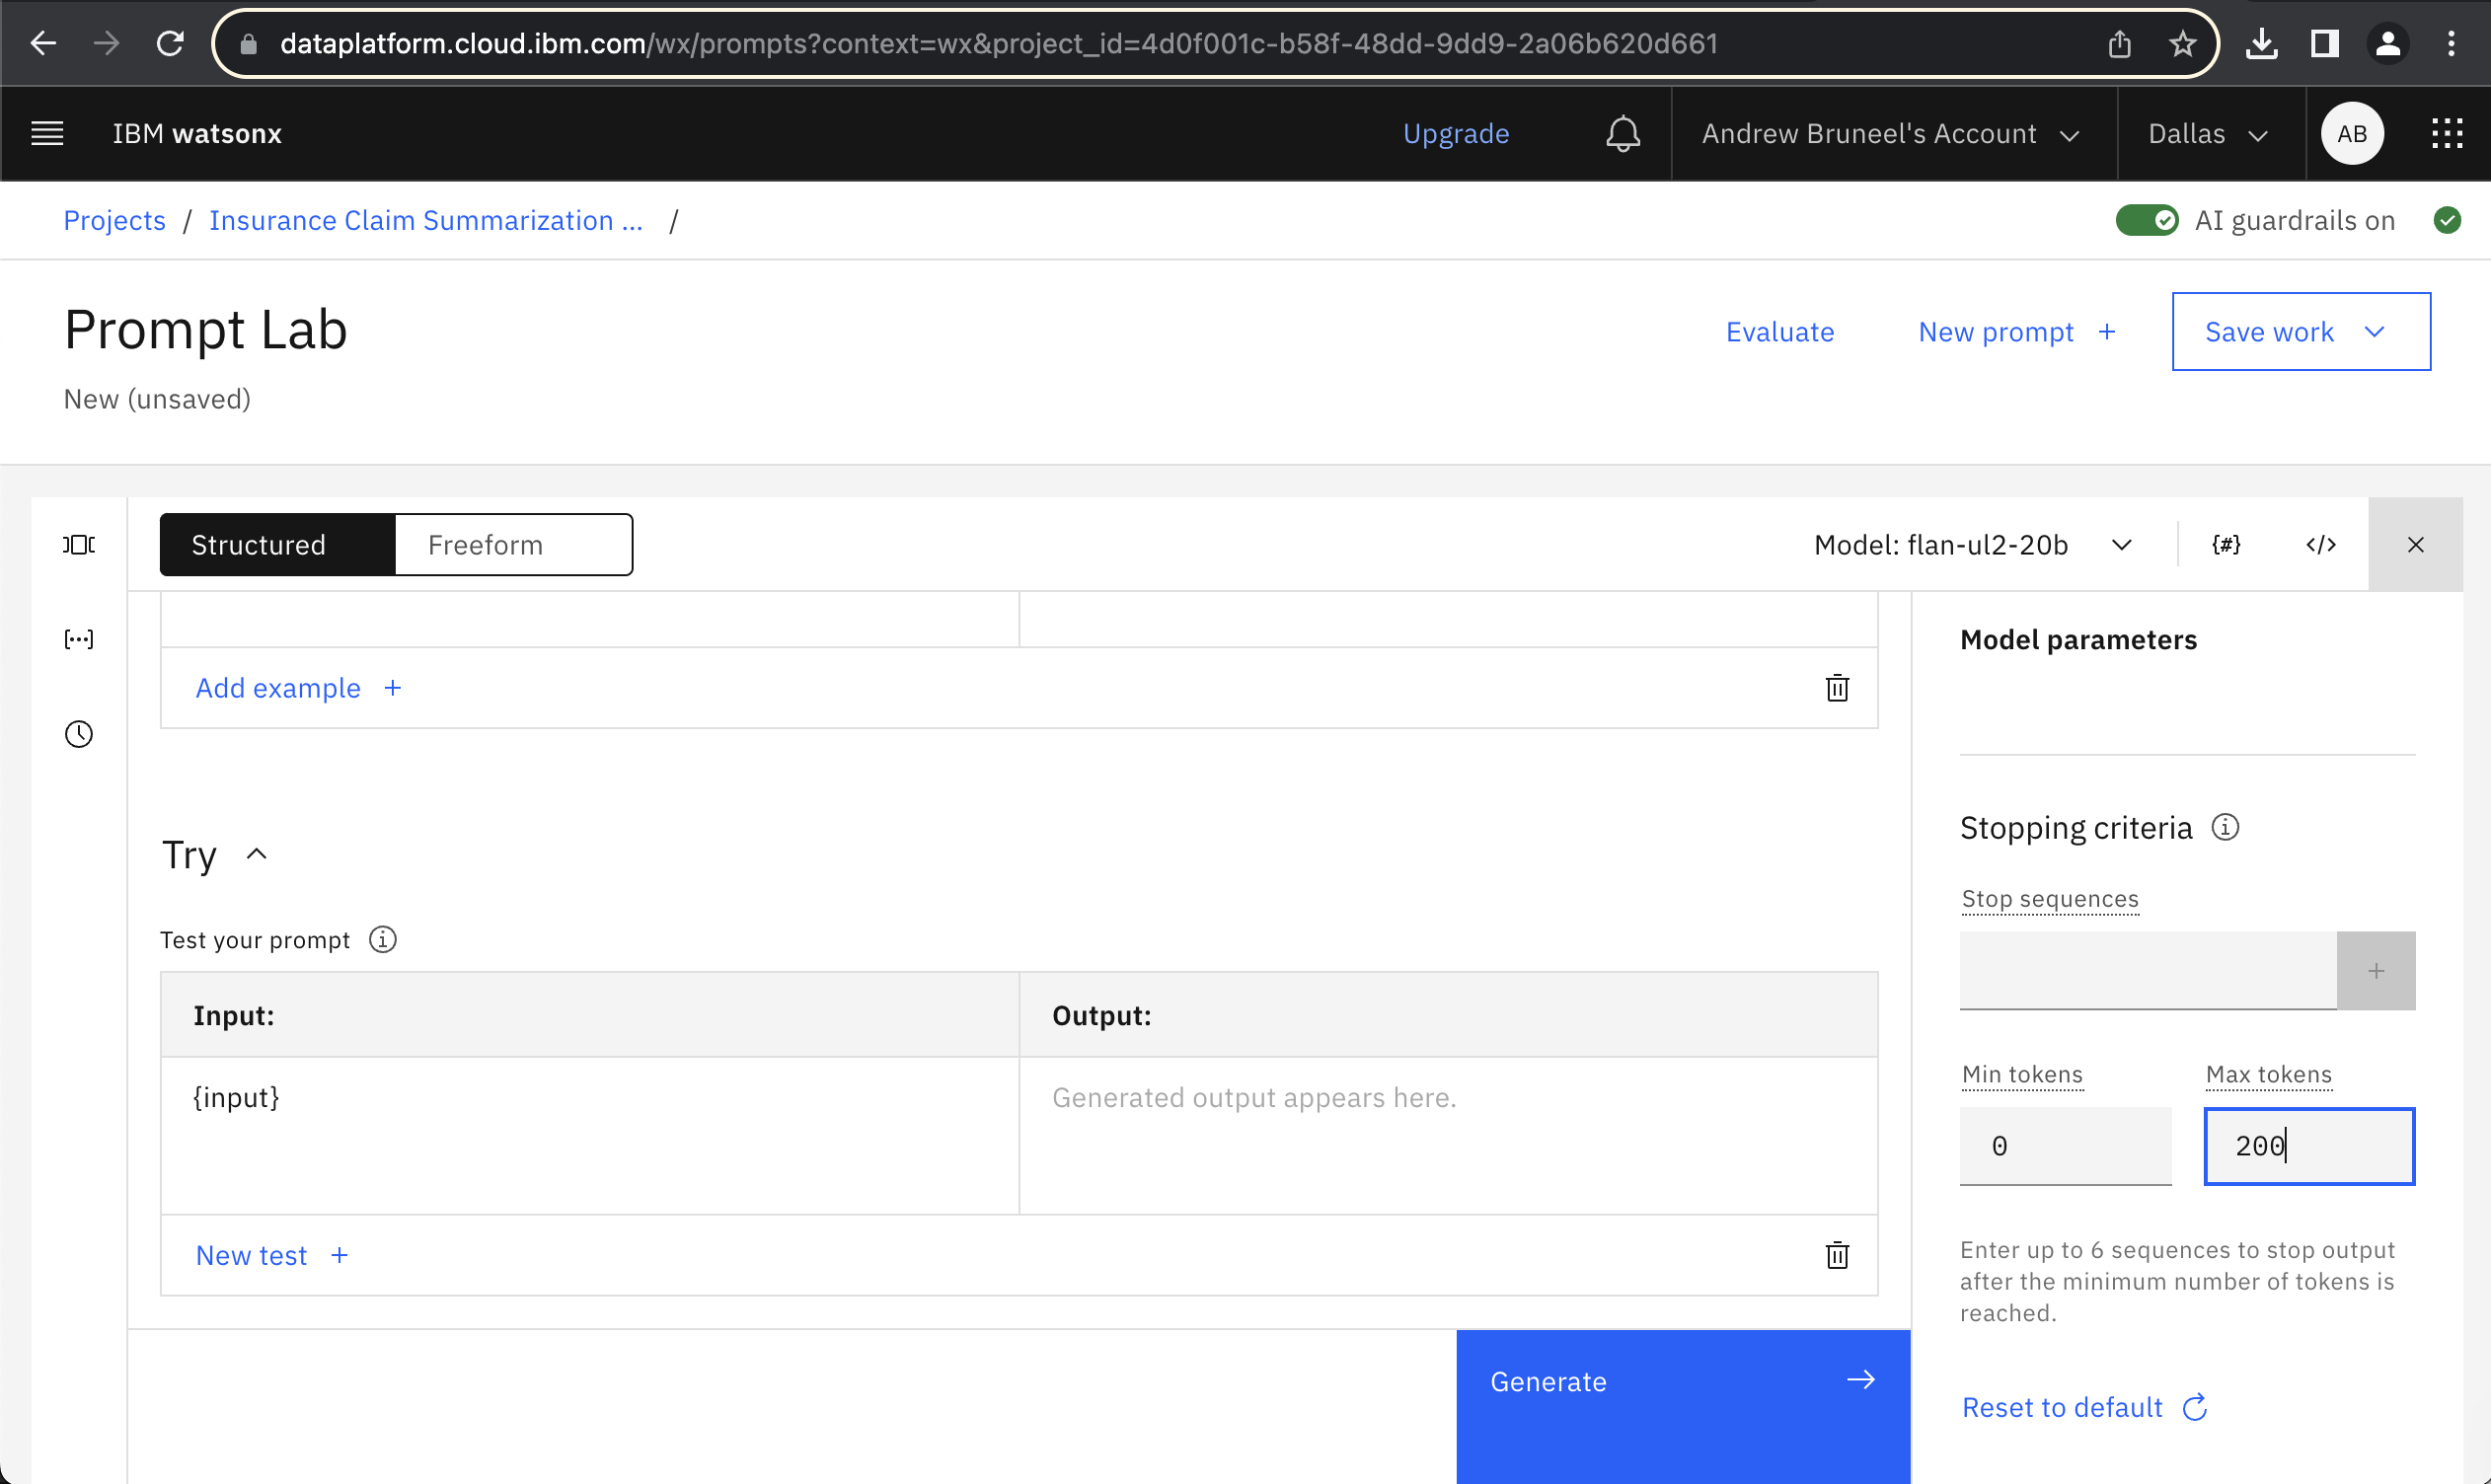 dataplatform.cloud.ibm.com/wx/prompts?context=wx&project_id=4d0f001c-b58f-48dd-9dd9-2a06b620d661
IBM watsonx
Upgrade
Andrew Bruneel's Account
Dallas
AB
Projects / Insurance Claim Summarization ... /
AI guardrails on
Prompt Lab
New (unsaved)
Evaluate
New prompt +
Save work
Structured
Freeform
Model: flan-ul2-20b
{#}
</>
Add example +
Try
Test your prompt
Input:
Output:
{input}
Generated output appears here.
New test +
Generate
Model parameters
Stopping criteria
Stop sequences
+
Min tokens
Max tokens
0
200
Enter up to 6 sequences to stop output
after the minimum number of tokens is
reached.
Reset to default